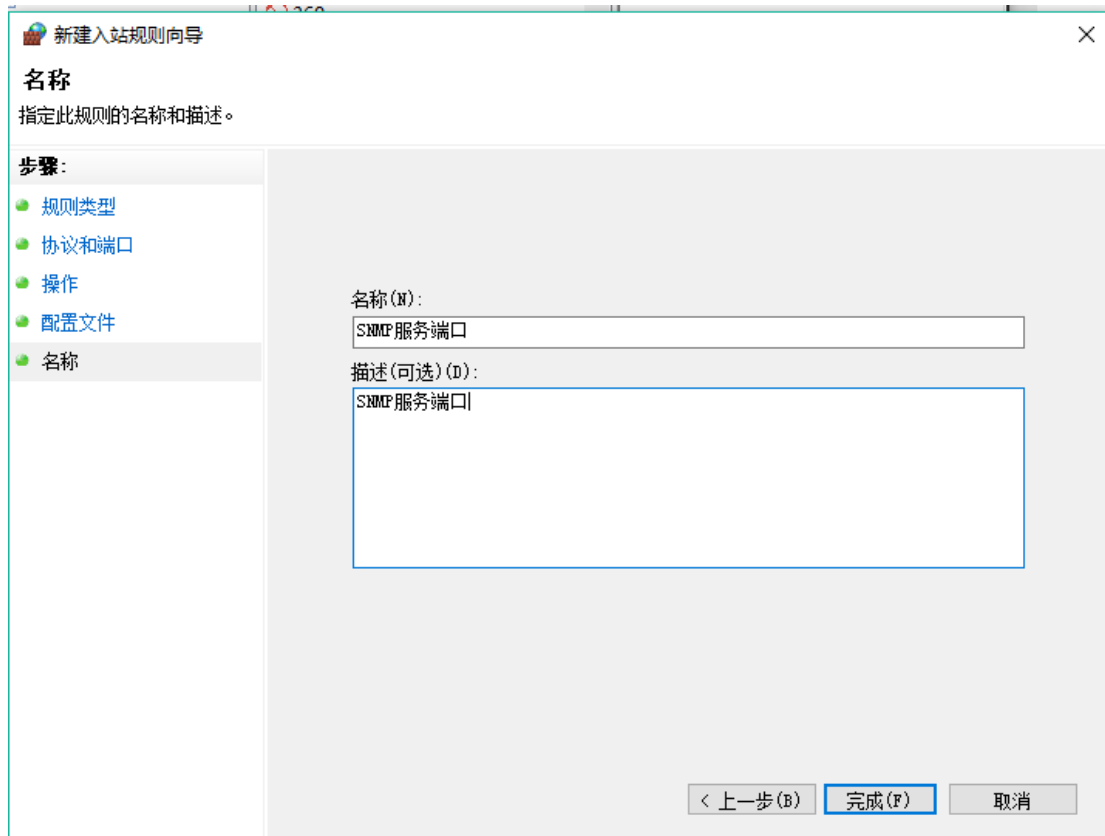 新建入站规则向导
名称
指定此规则的名称和描述。
步骤:
规则类型
协议和端口
操作
配置文件
名称
名称(N):
SNMP服务端口
描述(可选)(D):
SNMP服务端口
< 上一步(B)
完成(F)
取消